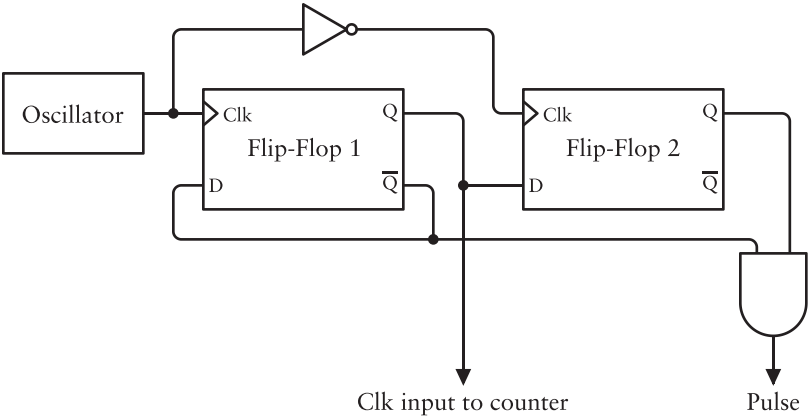 Oscillator
Clk
Q
Flip-Flop 1
D
Q̅
Clk
Q
Flip-Flop 2
D
Q̅
Clk input to counter
Pulse